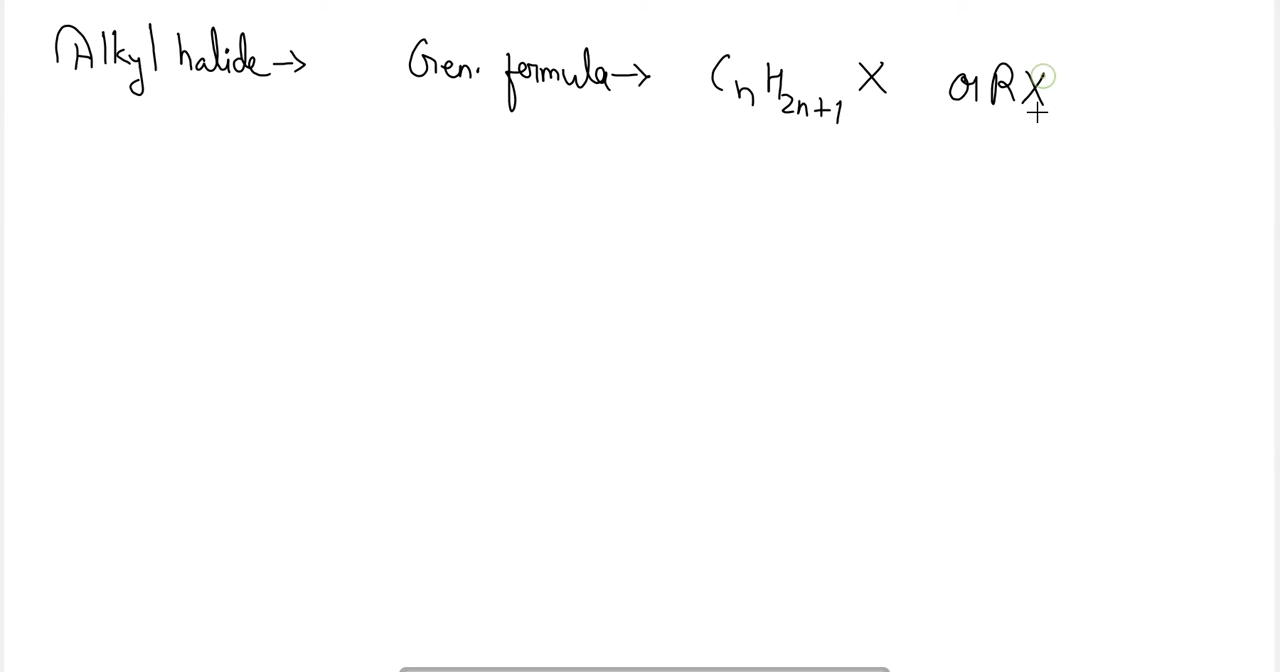 Alkyl halide → Gen. formula → CnH2n+1 X or RX